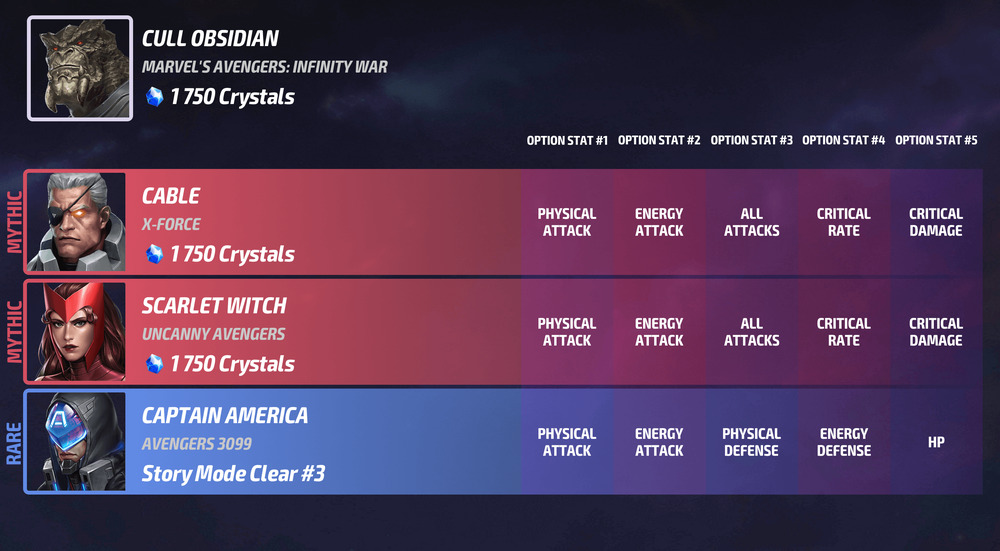 CULL OBSIDIAN
MARVEL'S AVENGERS: INFINITY WAR
1 750 Crystals
OPTION STAT #1 OPTION STAT #2 OPTION STAT #3 OPTION STAT #4 OPTION STAT #5
MYTHIC
CABLE
X-FORCE
1 750 Crystals
PHYSICAL
ATTACK
ENERGY
ATTACK
ALL
ATTACKS
CRITICAL
RATE
CRITICAL
DAMAGE
MYTHIC
SCARLET WITCH
UNCANNY AVENGERS
1 750 Crystals
PHYSICAL
ATTACK
ENERGY
ATTACK
ALL
ATTACKS
CRITICAL
RATE
CRITICAL
DAMAGE
RARE
CAPTAIN AMERICA
AVENGERS 3099
Story Mode Clear #3
PHYSICAL
ATTACK
ENERGY
ATTACK
PHYSICAL
DEFENSE
ENERGY
DEFENSE
HP